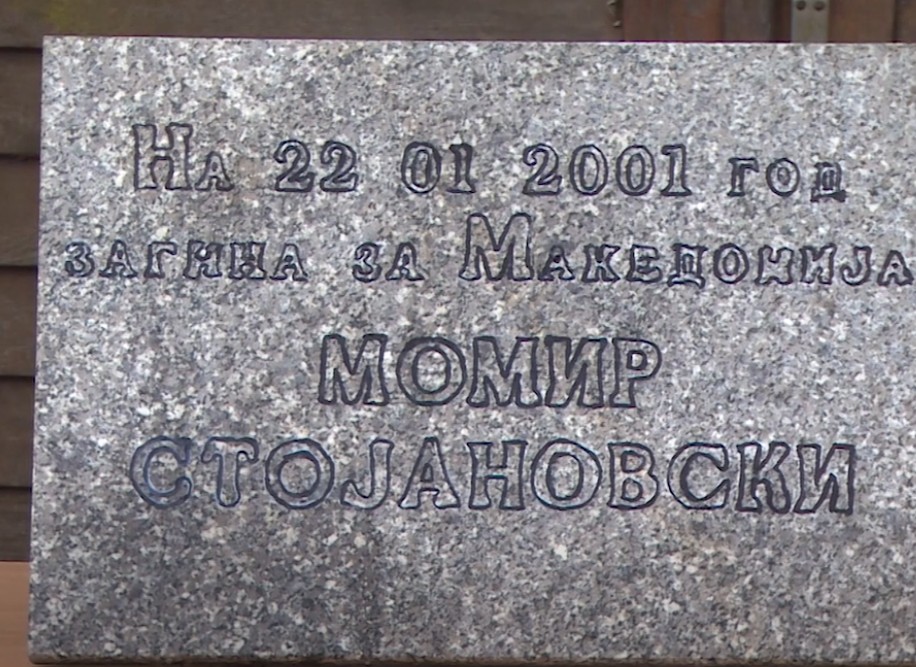 На 22 01 2001 год
загина за Македонија
МОМИР
СТОЈАНОВСКИ